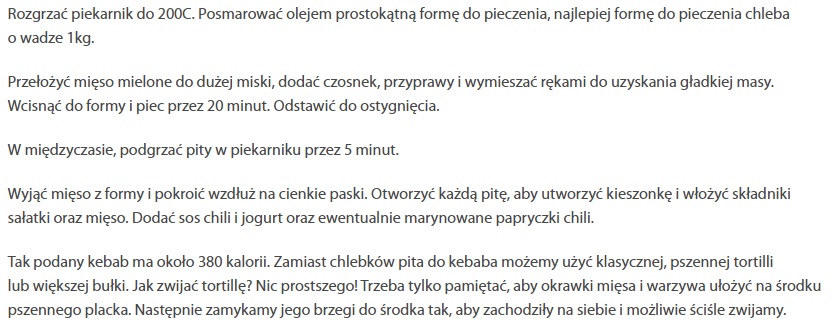 Rozgrzać piekarnik do 200C. Posmarować olejem prostokątną formę do pieczenia, najlepiej formę do pieczenia chleba
o wadze 1kg.
Przełożyć mięso mielone do dużej miski, dodać czosnek, przyprawy i wymieszać rękami do uzyskania gładkiej masy.
Wcisnąć do formy i piec przez 20 minut. Odstawić do ostygnięcia.
W międzyczasie, podgrzać pity w piekarniku przez 5 minut.
Wyjąć mięso z formy i pokroić wzdłuż na cienkie paski. Otworzyć każdą pitę, aby utworzyć kieszonkę i włożyć składniki
sałatki oraz mięso. Dodać sos chili i jogurt oraz ewentualnie marynowane papryczki chili.
Tak podany kebab ma około 380 kalorii. Zamiast chlebków pita do kebaba możemy użyć klasycznej, pszennej tortilli
lub większej bułki. Jak zwijać tortillę? Nic prostszego! Trzeba tylko pamiętać, aby okrawki mięsa i warzywa ułożyć na środku
pszennego placka. Następnie zamykamy jego brzegi do środka tak, aby zachodziły na siebie i możliwie ściśle zwijamy.